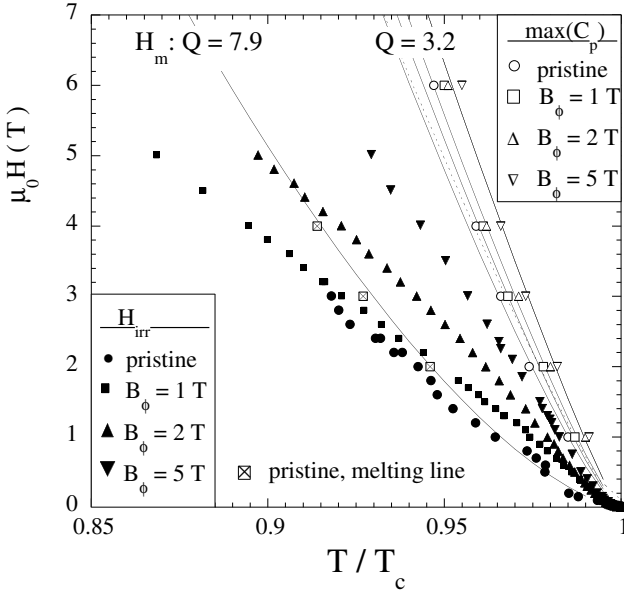 H_m : Q = 7.9
Q = 3.2
max(C_p)
pristine
B_ϕ = 1 T
B_ϕ = 2 T
B_ϕ = 5 T
7
6
5
4
3
2
1
0
μ_0 H (T)
H_irr
pristine
B_ϕ = 1 T
B_ϕ = 2 T
B_ϕ = 5 T
pristine, melting line
0.85
0.9
0.95
1
T / T_c